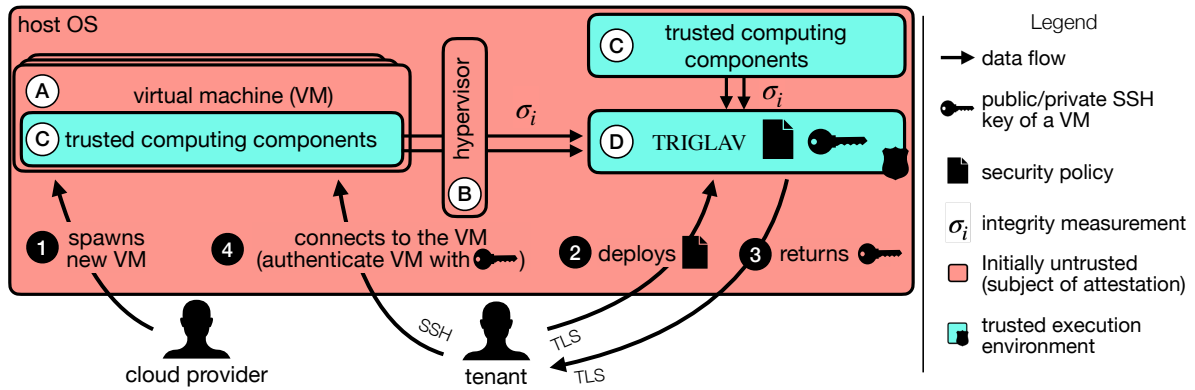 host OS
A
virtual machine (VM)
C trusted computing components
hypervisor
B
σi
C
trusted computing
components
σi
D TRIGLAV
1 spawns
new VM
4 connects to the VM
(authenticate VM with )
2 deploys
3 returns
SSH
TLS
TLS
cloud provider
tenant
Legend
data flow
public/private SSH
key of a VM
security policy
σi integrity measurement
Initially untrusted
(subject of attestation)
trusted execution
environment